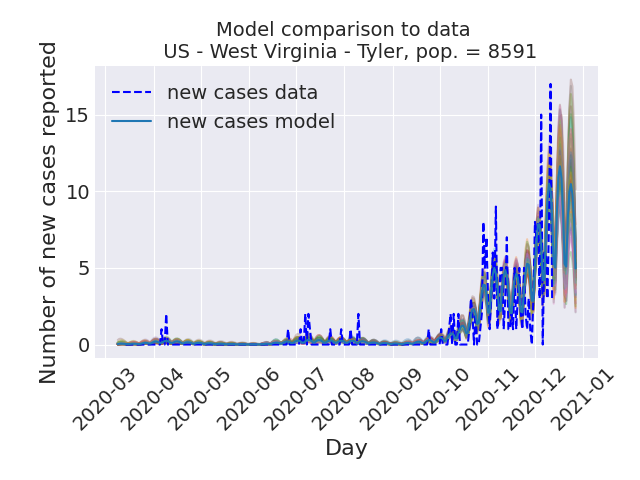 Model comparison to data
US - West Virginia - Tyler, pop. = 8591
Number of new cases reported
15
10
5
0
new cases data
new cases model
2020-03
2020-04
2020-05
2020-06
2020-07
2020-08
2020-09
2020-10
2020-11
2020-12
2021-01
Day